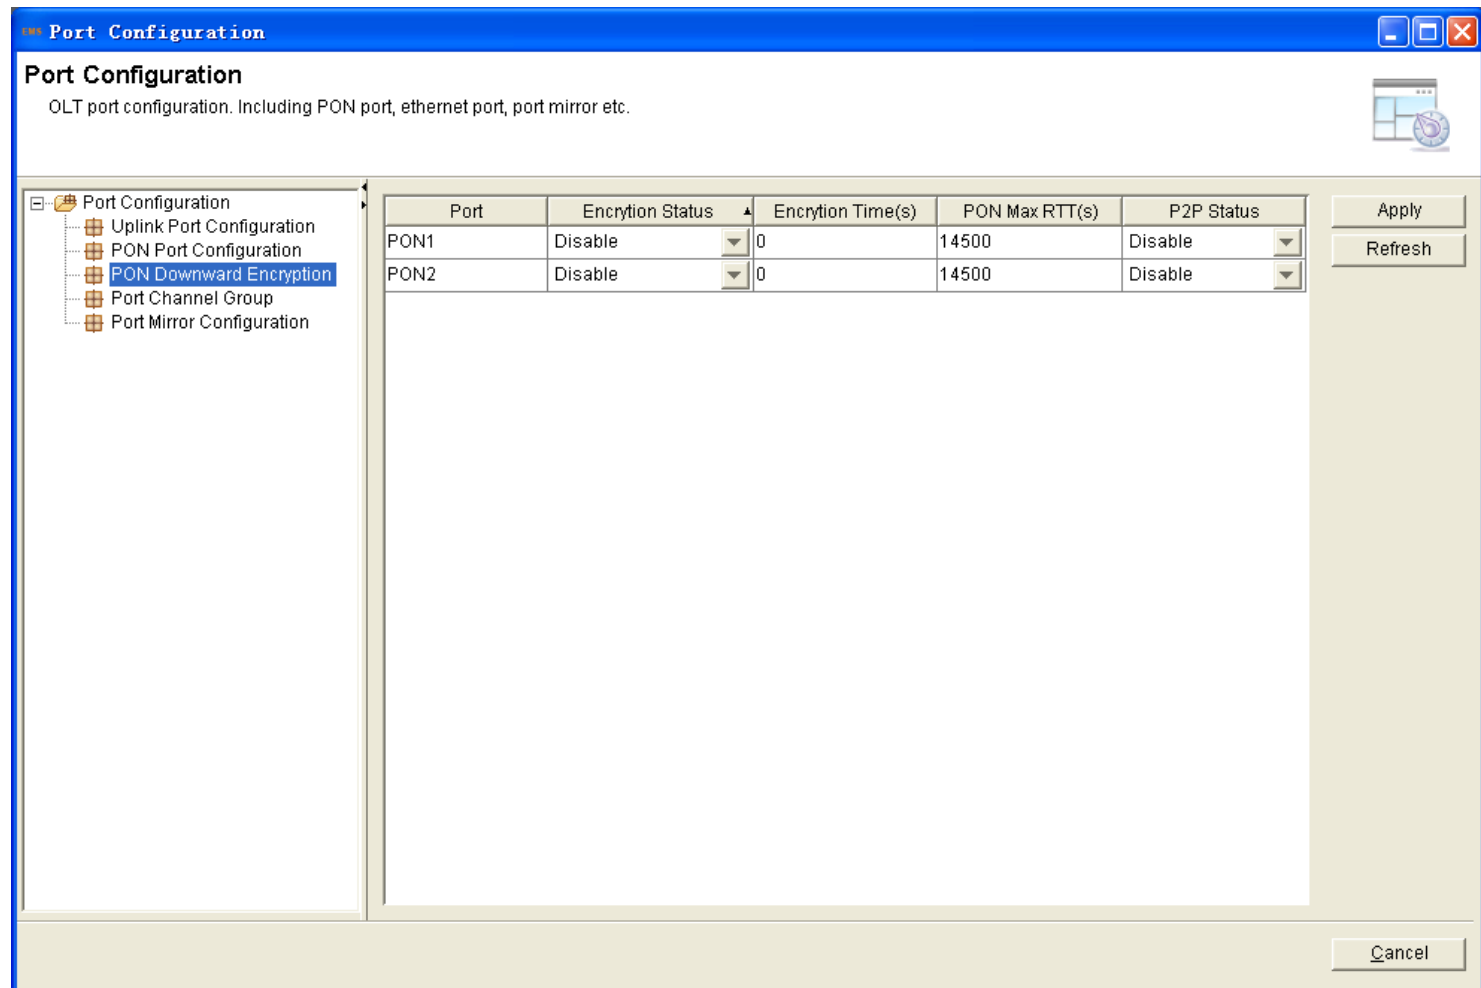 EMS Port Configuration
Port Configuration
OLT port configuration. Including PON port, ethernet port, port mirror etc.
Port Configuration
Uplink Port Configuration
PON Port Configuration
PON Downward Encryption
Port Channel Group
Port Mirror Configuration
Port Encrytion Status Encrytion Time(s) PON Max RTT(s) P2P Status
PON1 Disable 0 14500 Disable
PON2 Disable 0 14500 Disable
Apply
Refresh
Cancel